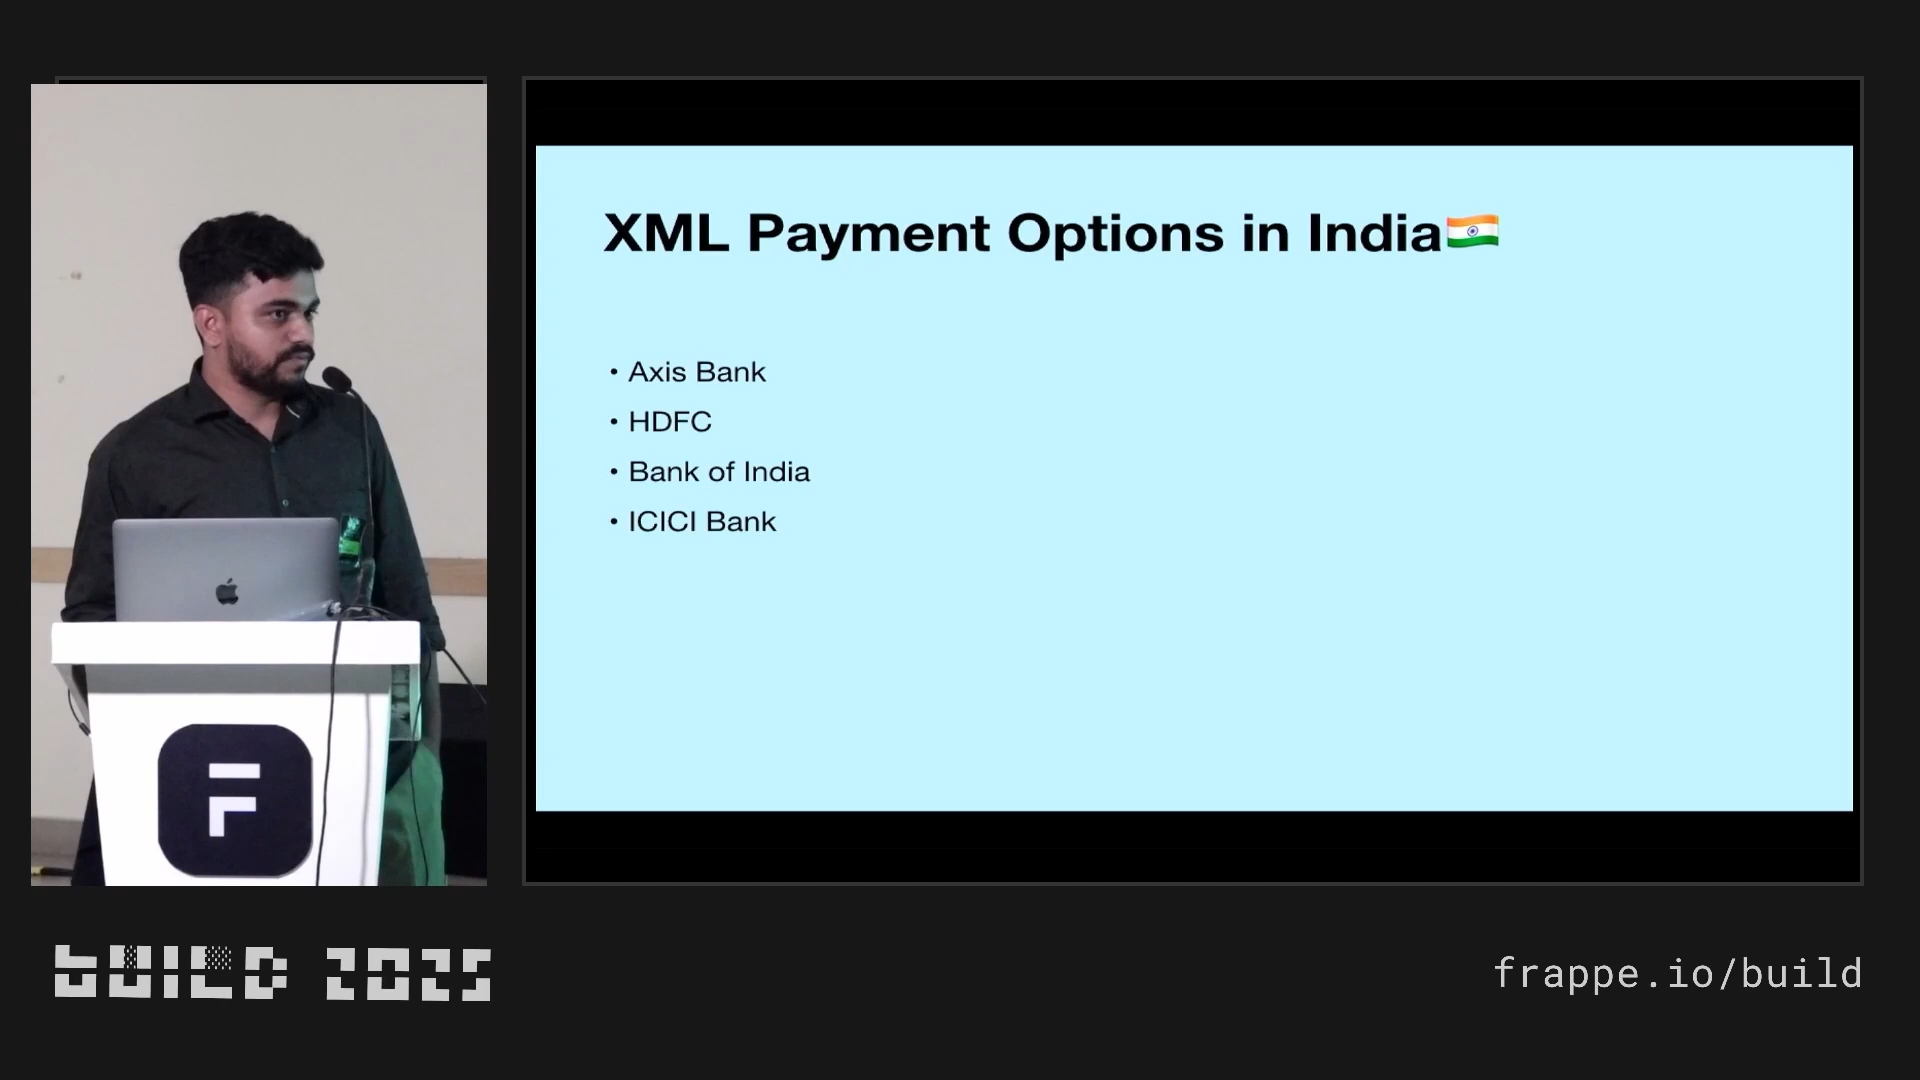 XML Payment Options in India🇮🇳
• Axis Bank
• HDFC
• Bank of India
• ICICI Bank
F
BUILD 2025
frappe.io/build